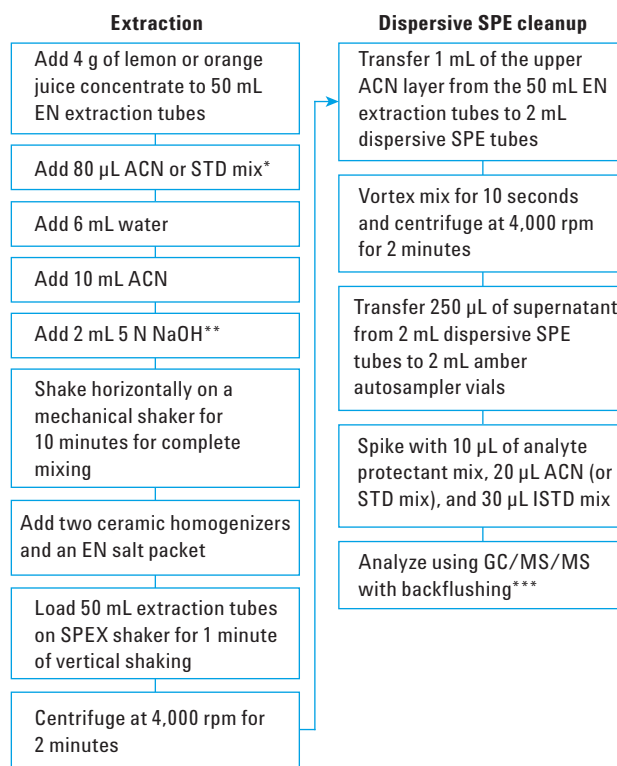 Extraction
Add 4 g of lemon or orange
juice concentrate to 50 mL
EN extraction tubes
Add 80 µL ACN or STD mix*
Add 6 mL water
Add 10 mL ACN
Add 2 mL 5 N NaOH**
Shake horizontally on a
mechanical shaker for
10 minutes for complete
mixing
Add two ceramic homogenizers
and an EN salt packet
Load 50 mL extraction tubes
on SPEX shaker for 1 minute
of vertical shaking
Centrifuge at 4,000 rpm for
2 minutes
Dispersive SPE cleanup
Transfer 1 mL of the upper
ACN layer from the 50 mL EN
extraction tubes to 2 mL
dispersive SPE tubes
Vortex mix for 10 seconds
and centrifuge at 4,000 rpm
for 2 minutes
Transfer 250 µL of supernatant
from 2 mL dispersive SPE
tubes to 2 mL amber
autosampler vials
Spike with 10 µL of analyte
protectant mix, 20 µL ACN (or
STD mix), and 30 µL ISTD mix
Analyze using GC/MS/MS
with backflushing***